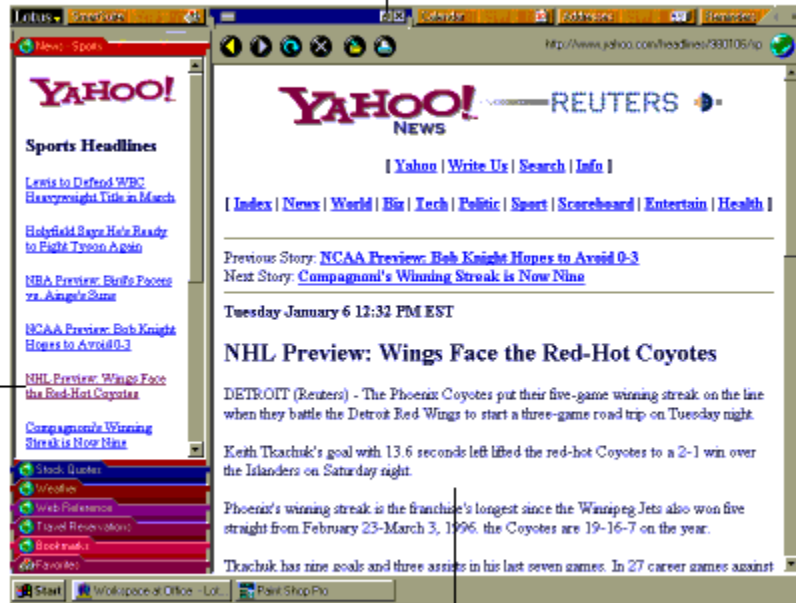 Lotus SmartSuite
Calendar Addresses Reminders
News - Sports
http://www.yahoo.com/headlines/980106/sp
YAHOO!
Sports Headlines
Lewis to Defend WBC
Heavyweight Title in March
Holyfield Says He's Ready
to Fight Tyson Again
NBA Preview: Bird's Pacers
vs. Ainge's Suns
NCAA Preview: Bob Knight
Hopes to Avoid 0-3
NHL Preview: Wings Face
the Red-Hot Coyotes
Compagnoni's Winning
Streak is Now Nine
Stock Quotes
Weather
Web Reference
Travel Reservations
Bookmarks
Favorites
YAHOO! REUTERS
NEWS
[ Yahoo | Write Us | Search | Info ]
[ Index | News | World | Biz | Tech | Politic | Sport | Scoreboard | Entertain | Health ]
Previous Story: NCAA Preview: Bob Knight Hopes to Avoid 0-3
Next Story: Compagnoni's Winning Streak is Now Nine
Tuesday January 6 12:32 PM EST
NHL Preview: Wings Face the Red-Hot Coyotes
DETROIT (Reuters) - The Phoenix Coyotes put their five-game winning streak on the line
when they battle the Detroit Red Wings to start a three-game road trip on Tuesday night.
Keith Tkachuk's goal with 13.6 seconds left lifted the red-hot Coyotes to a 2-1 win over
the Islanders on Saturday night.
Phoenix's winning streak is the franchise's longest since the Winnipeg Jets also won five
straight from February 23-March 3, 1996. the Coyotes are 19-16-7 on the year.
Tkachuk has nine goals and three assists in his last seven games. In 27 career games against
Start Workspace at Office - Lot... Paint Shop Pro